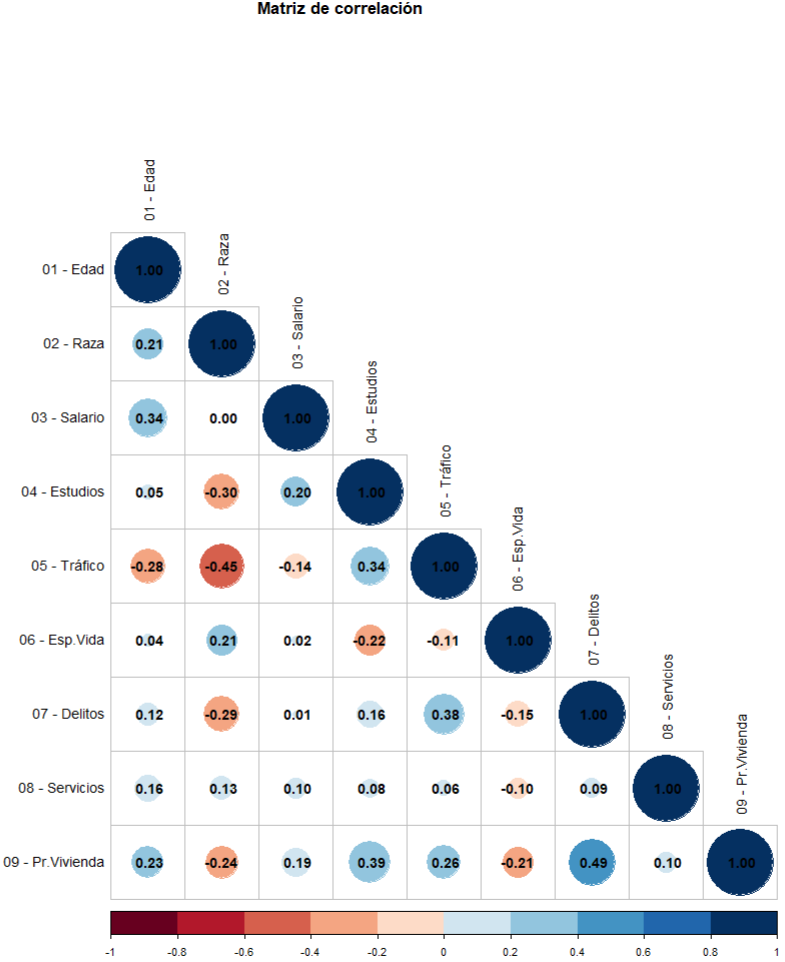 Matriz de correlación
01 - Edad
02 - Raza
03 - Salario
04 - Estudios
05 - Tráfico
06 - Esp.Vida
07 - Delitos
08 - Servicios
09 - Pr.Vivienda
01 - Edad 1.00
02 - Raza 0.21 1.00
03 - Salario 0.34 0.00 1.00
04 - Estudios 0.05 -0.30 0.20 1.00
05 - Tráfico -0.28 -0.45 -0.14 0.34 1.00
06 - Esp.Vida 0.04 0.21 0.02 -0.22 -0.11 1.00
07 - Delitos 0.12 -0.29 0.01 0.16 0.38 -0.15 1.00
08 - Servicios 0.16 0.13 0.10 0.08 0.06 -0.10 0.09 1.00
09 - Pr.Vivienda 0.23 -0.24 0.19 0.39 0.26 -0.21 0.49 0.10 1.00
-1 -0.8 -0.6 -0.4 -0.2 0 0.2 0.4 0.6 0.8 1